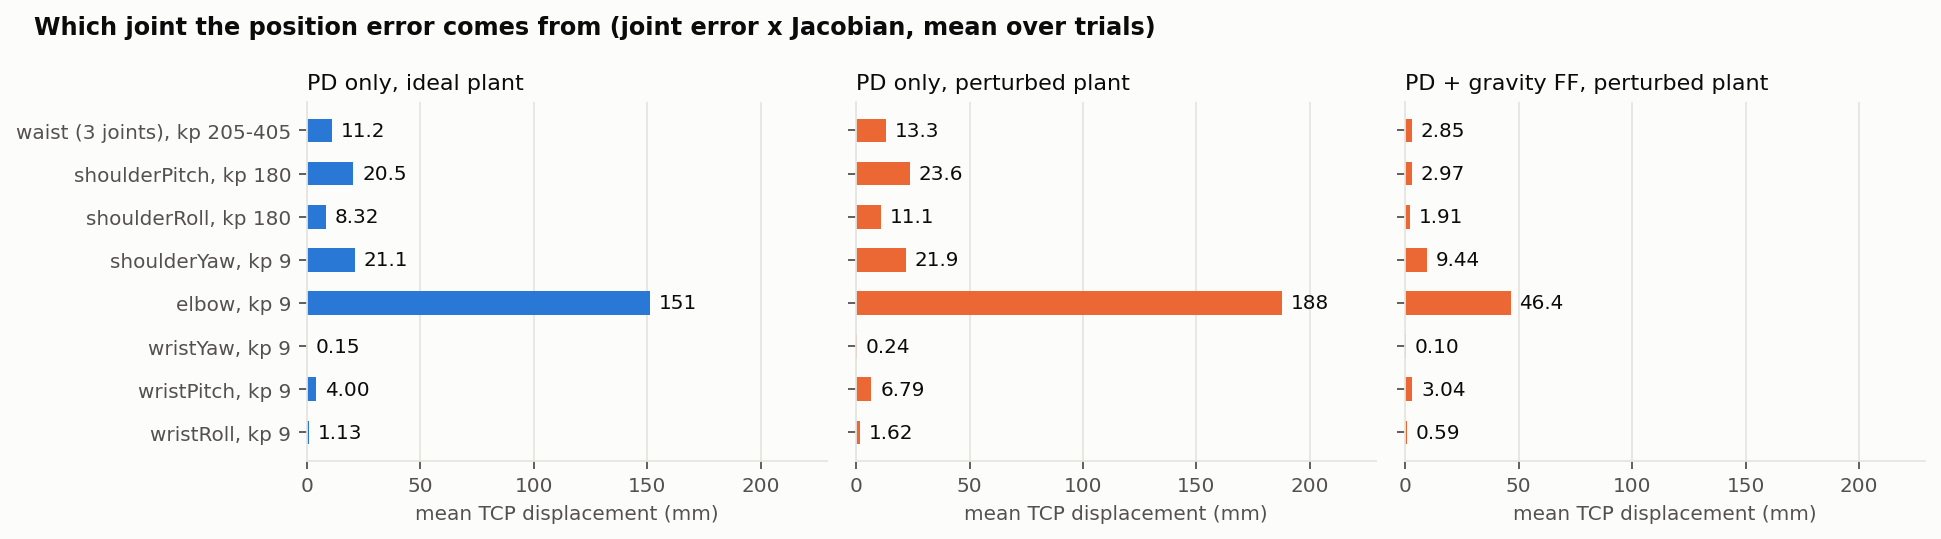 Which joint the position error comes from (joint error x Jacobian, mean over trials)
PD only, ideal plant
waist (3 joints), kp 205-405
shoulderPitch, kp 180
shoulderRoll, kp 180
shoulderYaw, kp 9
elbow, kp 9
wristYaw, kp 9
wristPitch, kp 9
wristRoll, kp 9
11.2
20.5
8.32
21.1
151
0.15
4.00
1.13
0 50 100 150 200
mean TCP displacement (mm)
PD only, perturbed plant
13.3
23.6
11.1
21.9
188
0.24
6.79
1.62
0 50 100 150 200
mean TCP displacement (mm)
PD + gravity FF, perturbed plant
2.85
2.97
1.91
9.44
46.4
0.10
3.04
0.59
0 50 100 150 200
mean TCP displacement (mm)